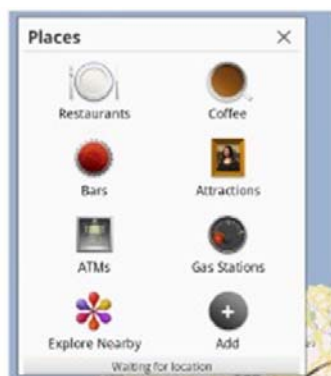 Places
Restaurants Coffee
Bars Attractions
ATMs Gas Stations
Explore Nearby Add
Waiting for location